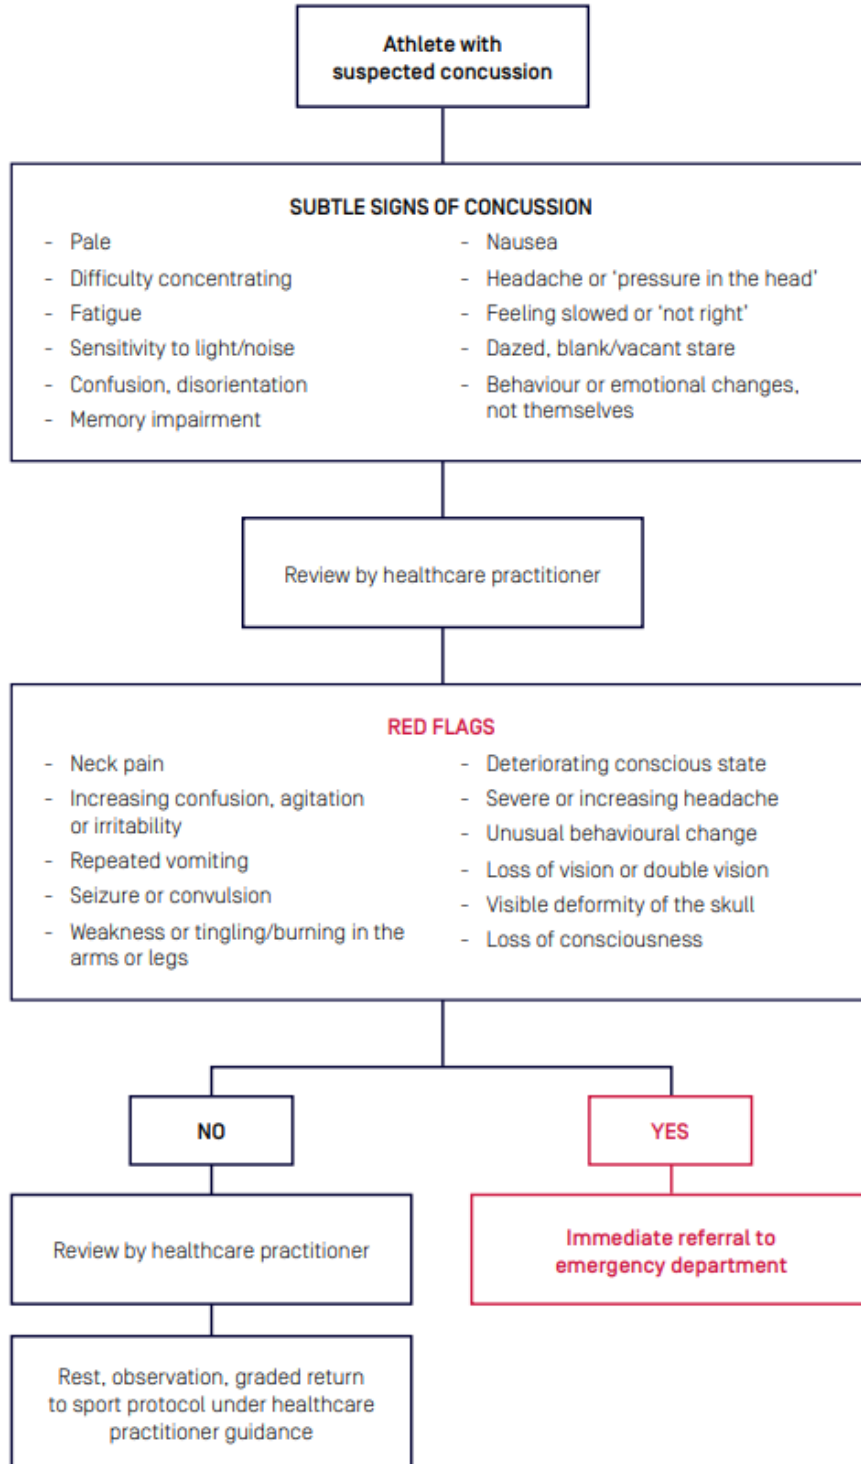 Athlete with
suspected concussion
SUBTLE SIGNS OF CONCUSSION
- Pale
- Difficulty concentrating
- Fatigue
- Sensitivity to light/noise
- Confusion, disorientation
- Memory impairment
- Nausea
- Headache or ‘pressure in the head’
- Feeling slowed or ‘not right’
- Dazed, blank/vacant stare
- Behaviour or emotional changes,
not themselves
Review by healthcare practitioner
RED FLAGS
- Neck pain
- Increasing confusion, agitation
or irritability
- Repeated vomiting
- Seizure or convulsion
- Weakness or tingling/burning in the
arms or legs
- Deteriorating conscious state
- Severe or increasing headache
- Unusual behavioural change
- Loss of vision or double vision
- Visible deformity of the skull
- Loss of consciousness
NO
YES
Review by healthcare practitioner
Immediate referral to
emergency department
Rest, observation, graded return
to sport protocol under healthcare
practitioner guidance